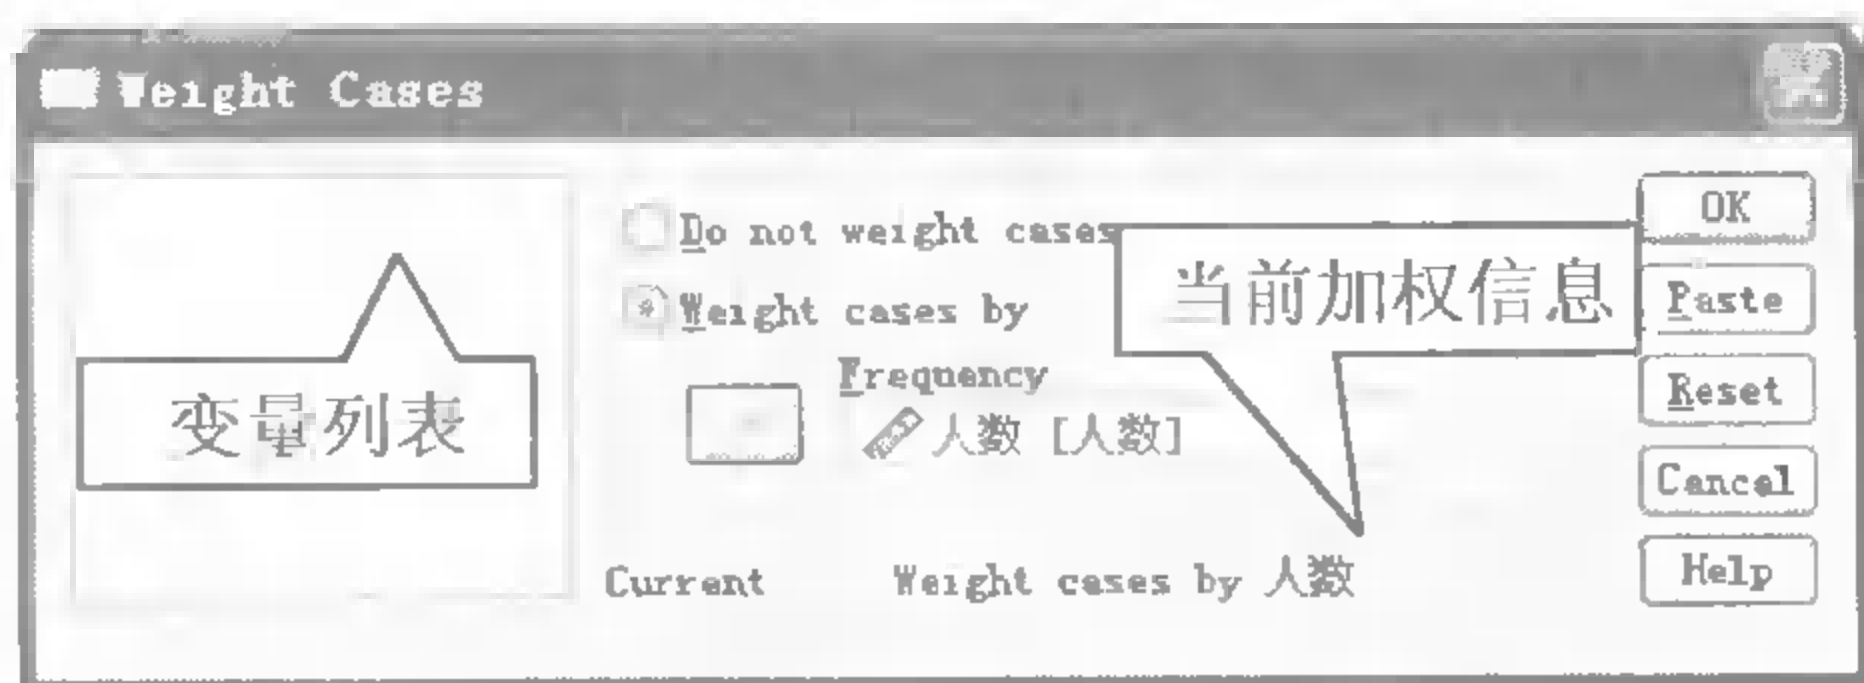 Weight Cases
Do not weight cases
Weight cases by
Frequency
人数 [人数]
Current Weight cases by 人数
变量列表
当前加权信息
OK
Paste
Reset
Cancel
Help